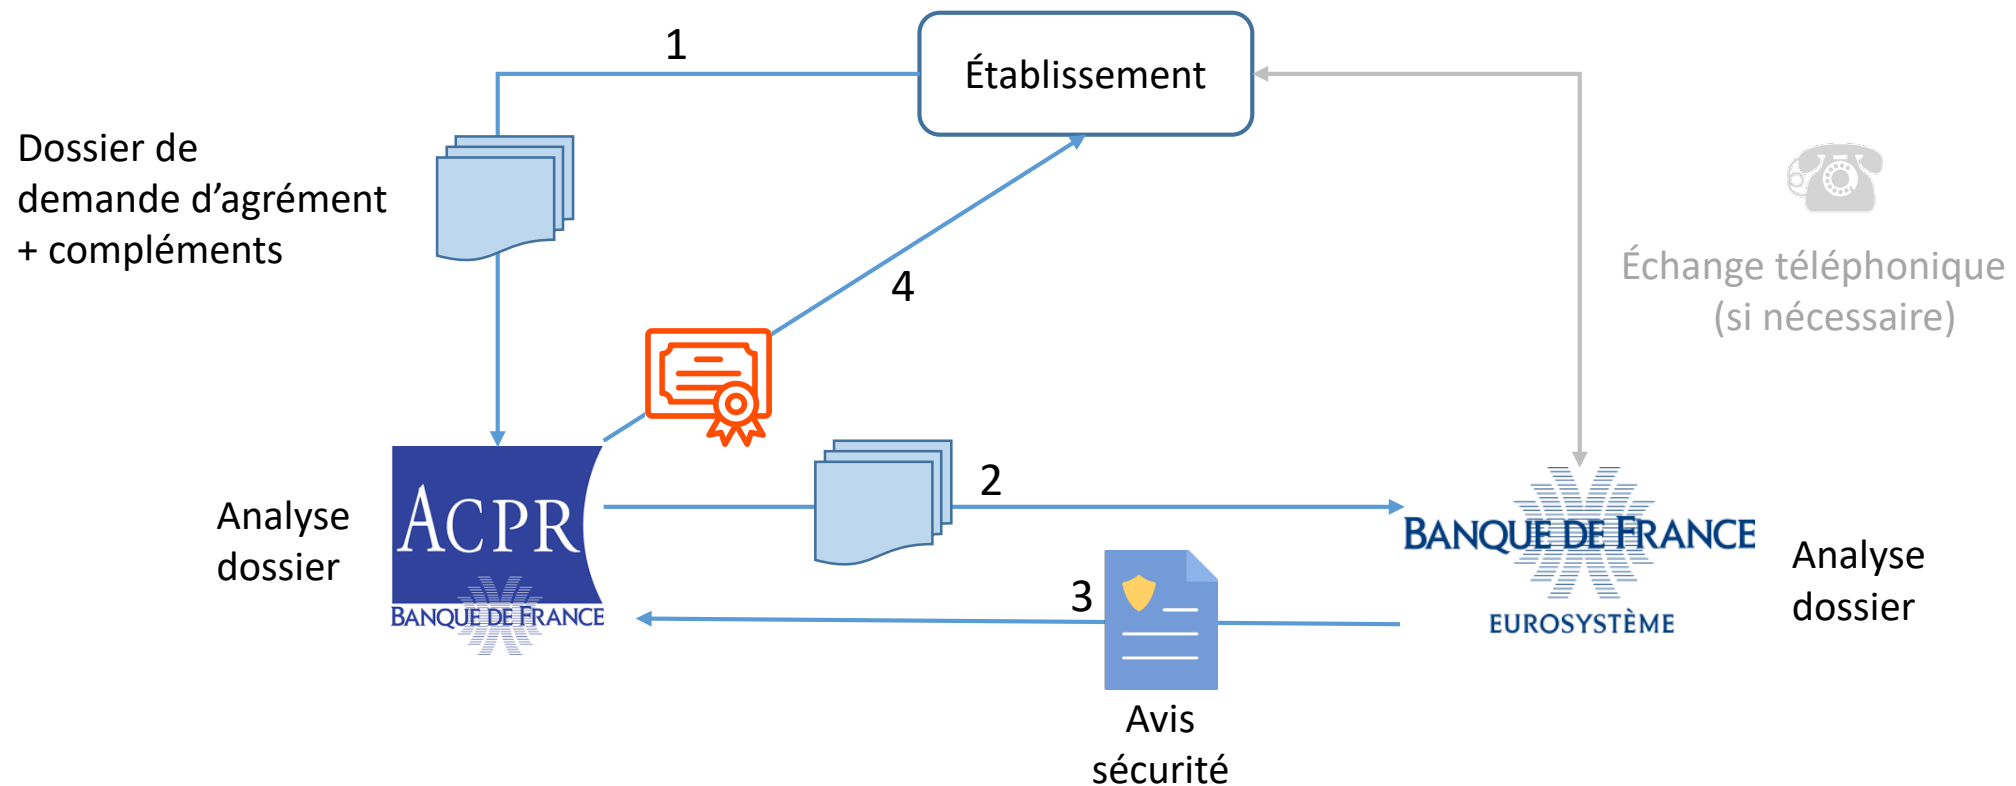 1
Établissement
Dossier de
demande d’agrément
+ compléments
Échange téléphonique
(si nécessaire)
4
2
Analyse
dossier
ACPR
BANQUE DE FRANCE
BANQUE DE FRANCE
EUROSYSTÈME
Analyse
dossier
3
Avis
sécurité